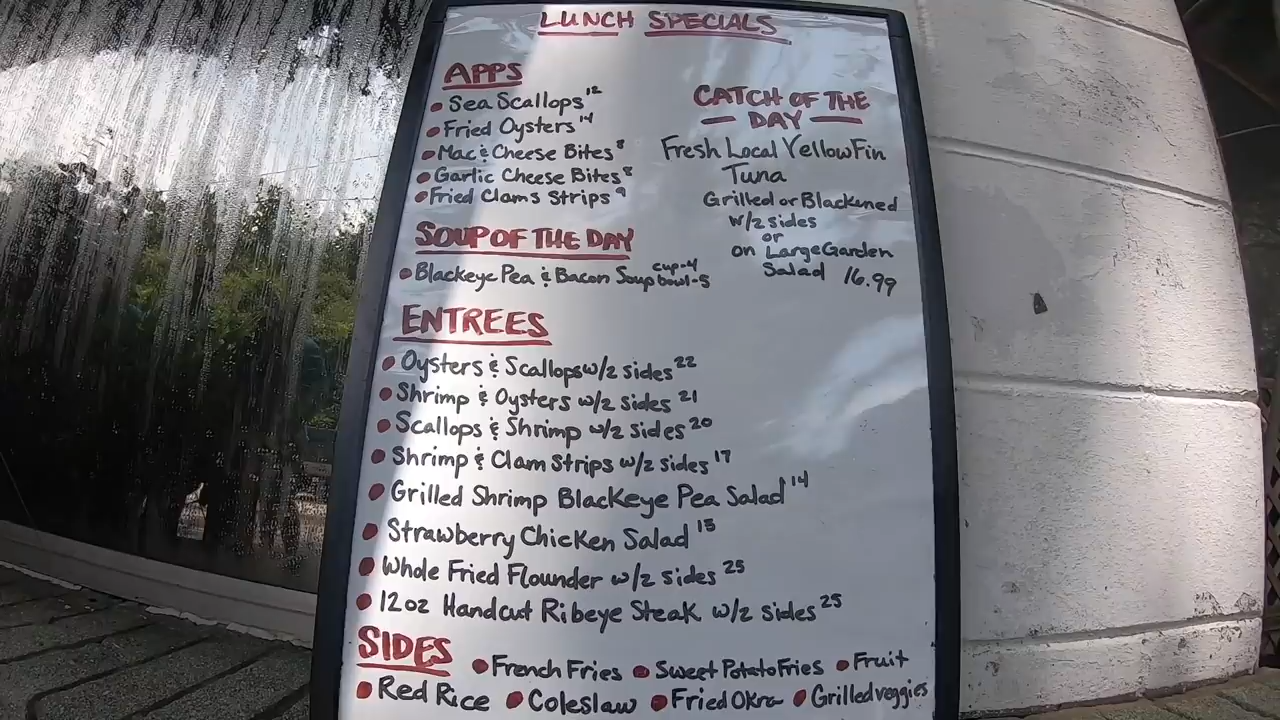 LUNCH SPECIALS
APPS
• Sea Scallops 12
• Fried Oysters 14
• Mac & Cheese Bites 8
• Garlic Cheese Bites 8
• Fried Clams Strips 9
SOUP OF THE DAY
• Blackeye Pea & Bacon Soup cup-4 bowl-5
CATCH OF THE
— DAY —
Fresh Local YellowFin
Tuna
Grilled or Blackened
w/2 sides
or
on Large Garden
Salad 16.99
ENTREES
• Oysters & Scallops w/2 sides 22
• Shrimp & Oysters w/2 sides 21
• Scallops & Shrimp w/2 sides 20
• Shrimp & Clam Strips w/2 sides 17
• Grilled Shrimp Blackeye Pea Salad 14
• Strawberry Chicken Salad 15
• Whole Fried Flounder w/2 sides 25
• 12oz Handcut Ribeye Steak w/2 sides 25
SIDES • French Fries • Sweet Potato Fries • Fruit
• Red Rice • Coleslaw • Fried Okra • Grilled veggies